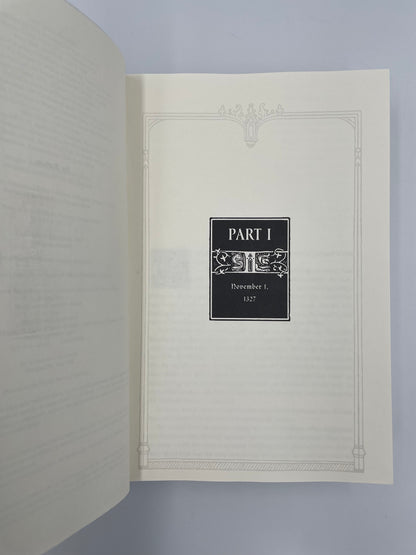 PART I
November 1,
1327